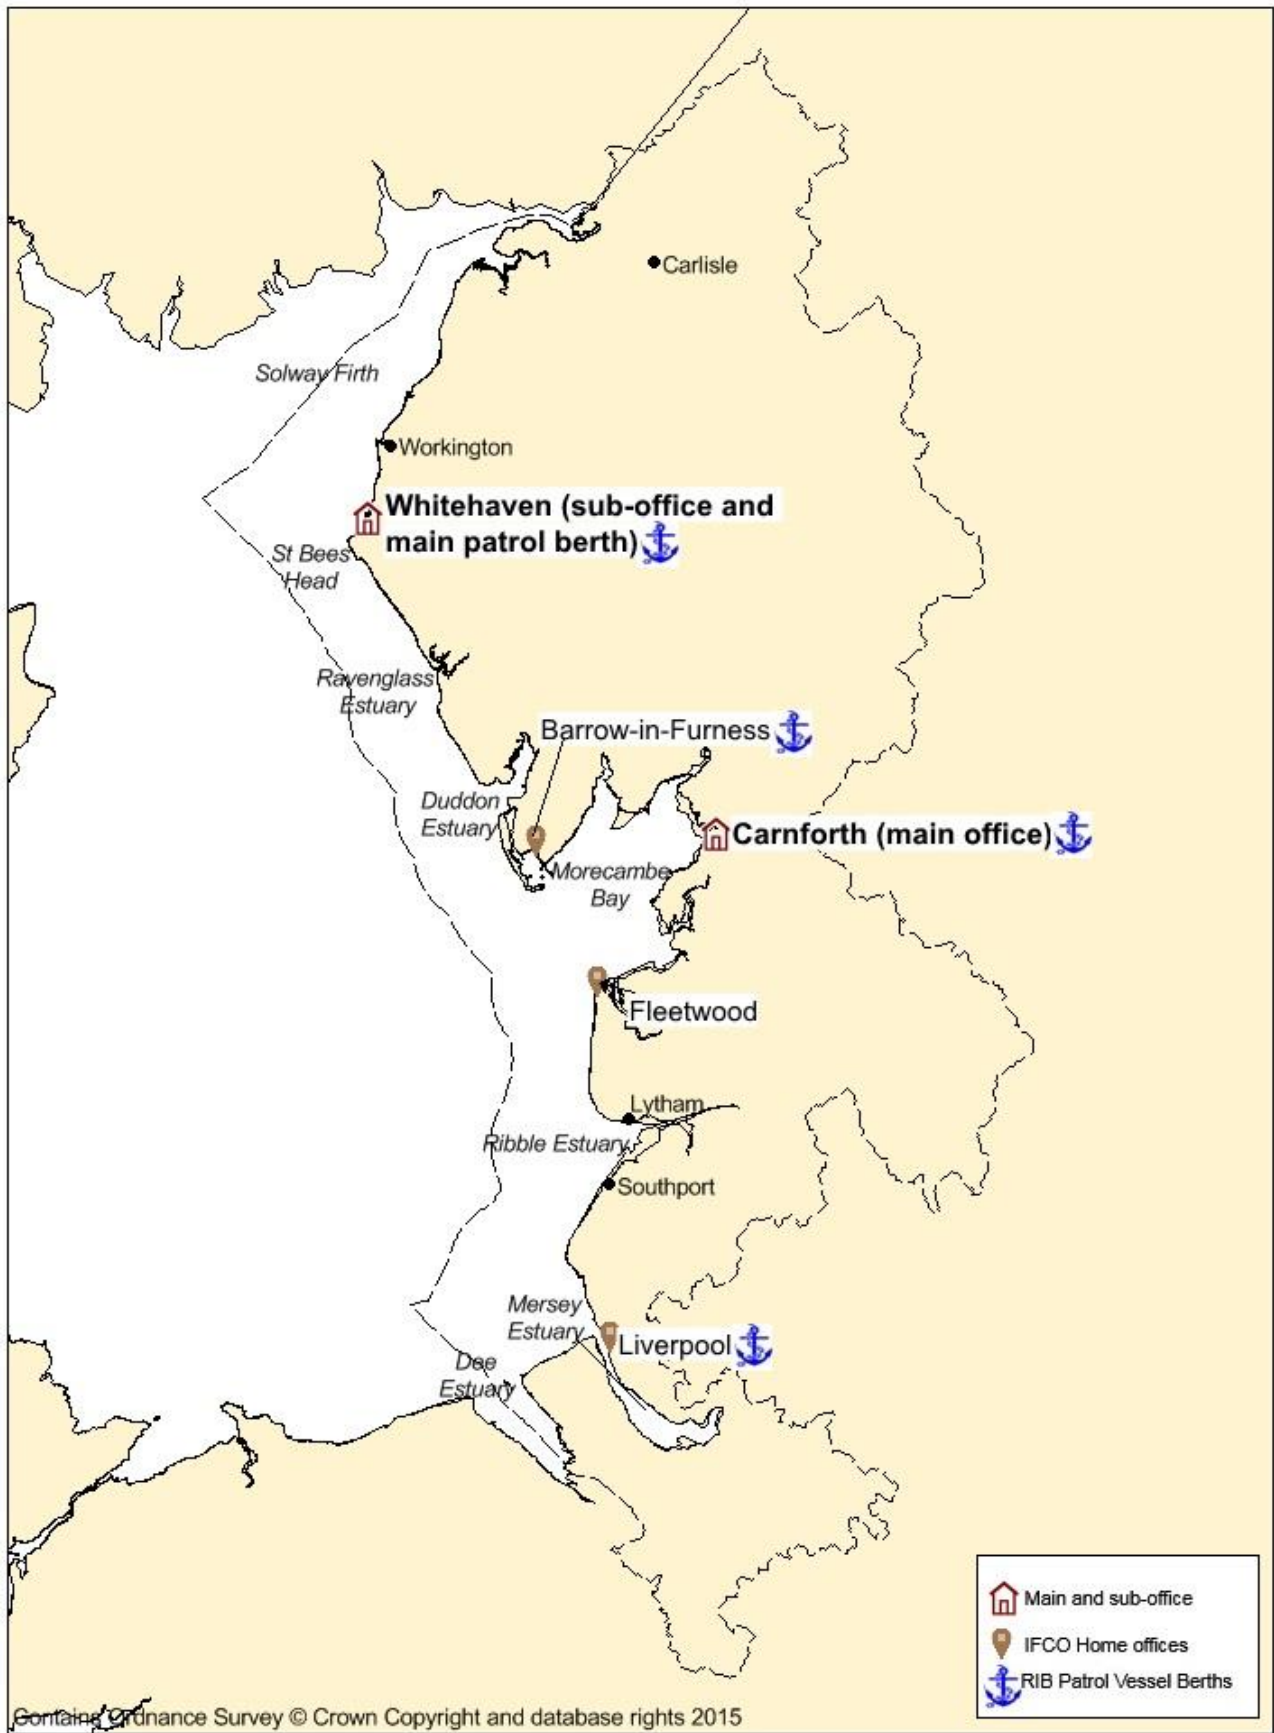 Carlisle
Solway Firth
Workington
Whitehaven (sub-office and
main patrol berth)
St Bees
Head
Ravenglass
Estuary
Barrow-in-Furness
Duddon
Estuary
Carnforth (main office)
Morecambe
Bay
Fleetwood
Lytham
Ribble Estuary
Southport
Mersey
Estuary
Liverpool
Dee
Estuary
Main and sub-office
IFCO Home offices
RIB Patrol Vessel Berths
Contains Ordnance Survey © Crown Copyright and database rights 2015